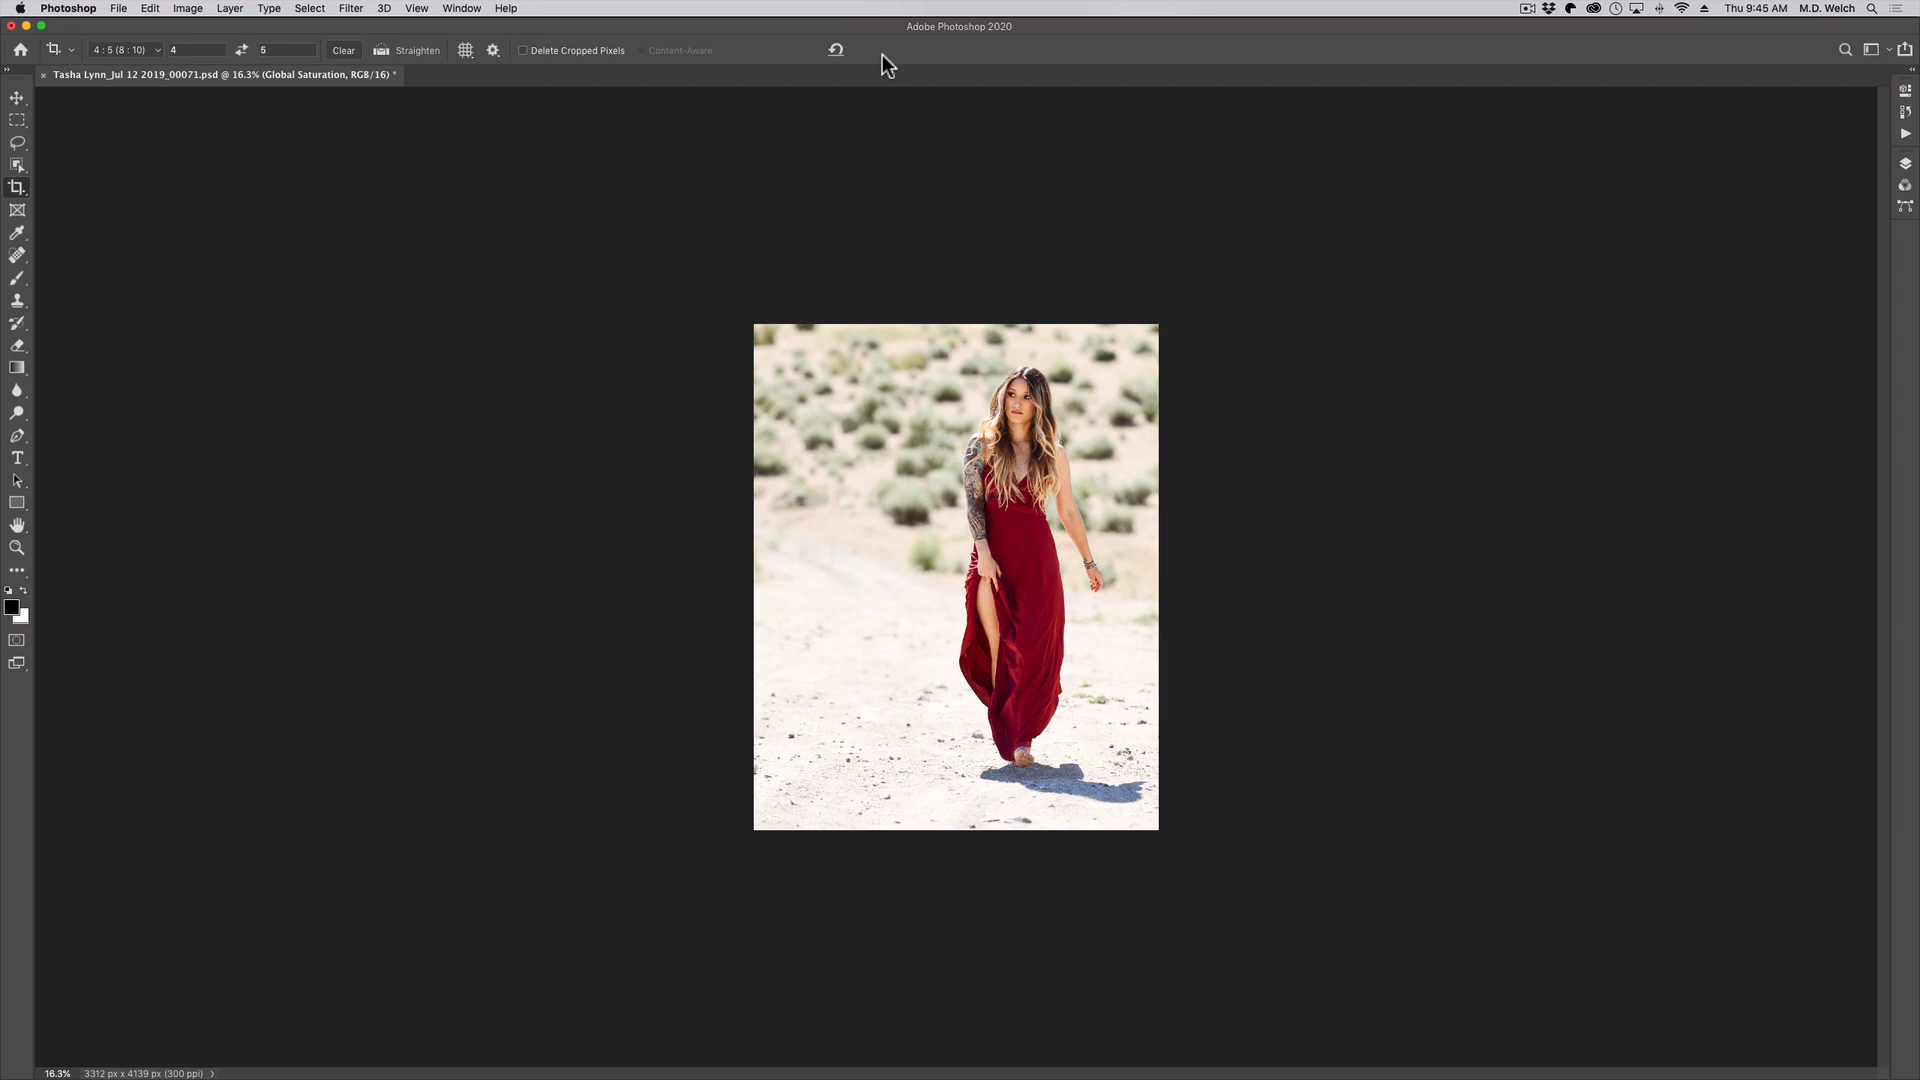 Photoshop File Edit Image Layer Type Select Filter 3D View Window Help Thu 9:45 AM M.D. Welch
Adobe Photoshop 2020
4 : 5 (8 : 10) 4 5 Clear Straighten Delete Cropped Pixels Content-Aware
Tasha Lynn_Jul 12 2019_00071.psd @ 16.3% (Global Saturation, RGB/16) *
16.3% 3312 px x 4139 px (300 ppi)